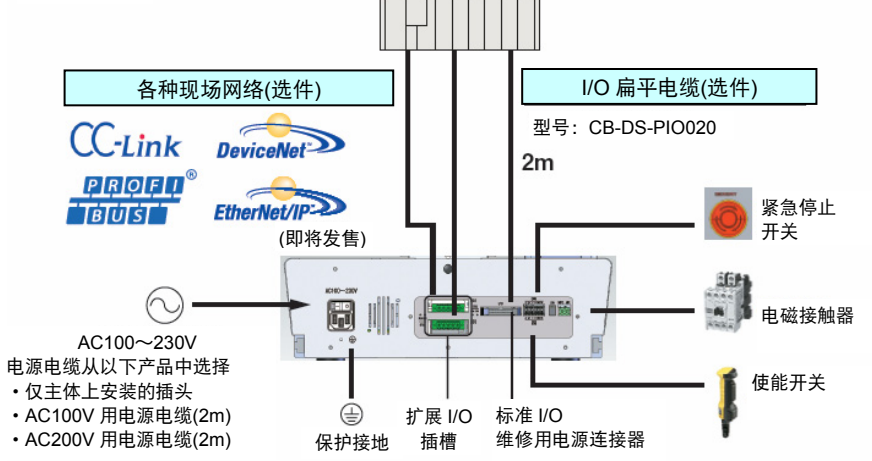 各种现场网络(选件)
I/O 扁平电缆(选件)
型号：CB-DS-PIO020
2m
CC-Link
DeviceNet
PROFI
BUS
EtherNet/IP
(即将发售)
紧急停止
开关
AC100～230V
电磁接触器
AC100～230V
电源电缆从以下产品中选择
・仅主体上安装的插头
・AC100V 用电源电缆(2m)
・AC200V 用电源电缆(2m)
保护接地
扩展 I/O
插槽
标准 I/O
维修用电源连接器
使能开关